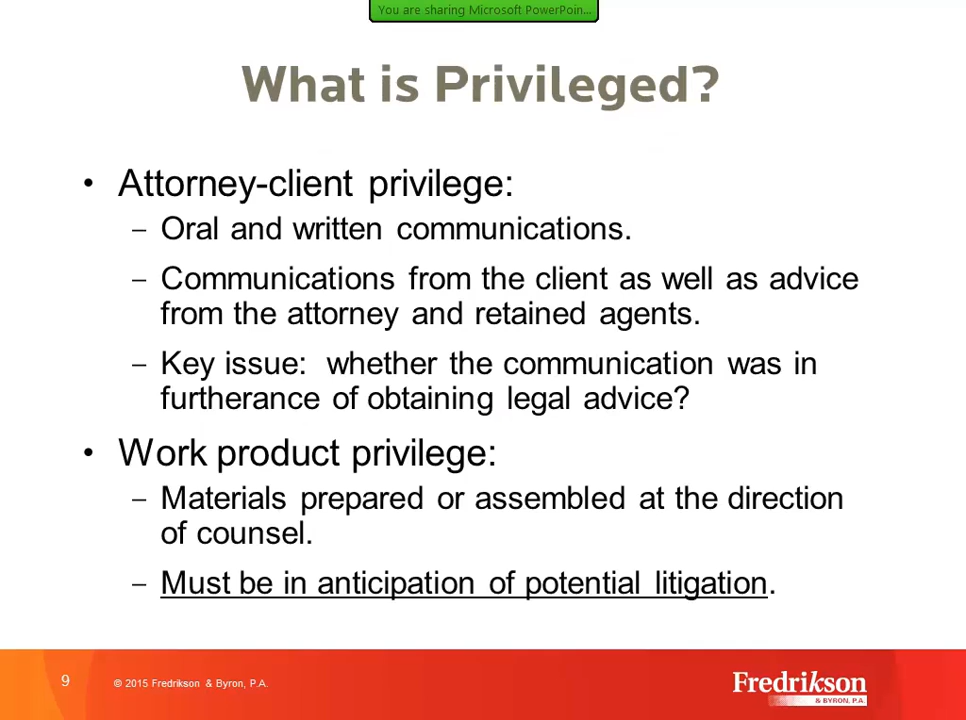 You are sharing Microsoft PowerPoin...
What is Privileged?
• Attorney-client privilege:
– Oral and written communications.
– Communications from the client as well as advice
from the attorney and retained agents.
– Key issue: whether the communication was in
furtherance of obtaining legal advice?
• Work product privilege:
– Materials prepared or assembled at the direction
of counsel.
– Must be in anticipation of potential litigation.
9
© 2015 Fredrikson & Byron, P.A.
Fredrikson
& BYRON, P.A.